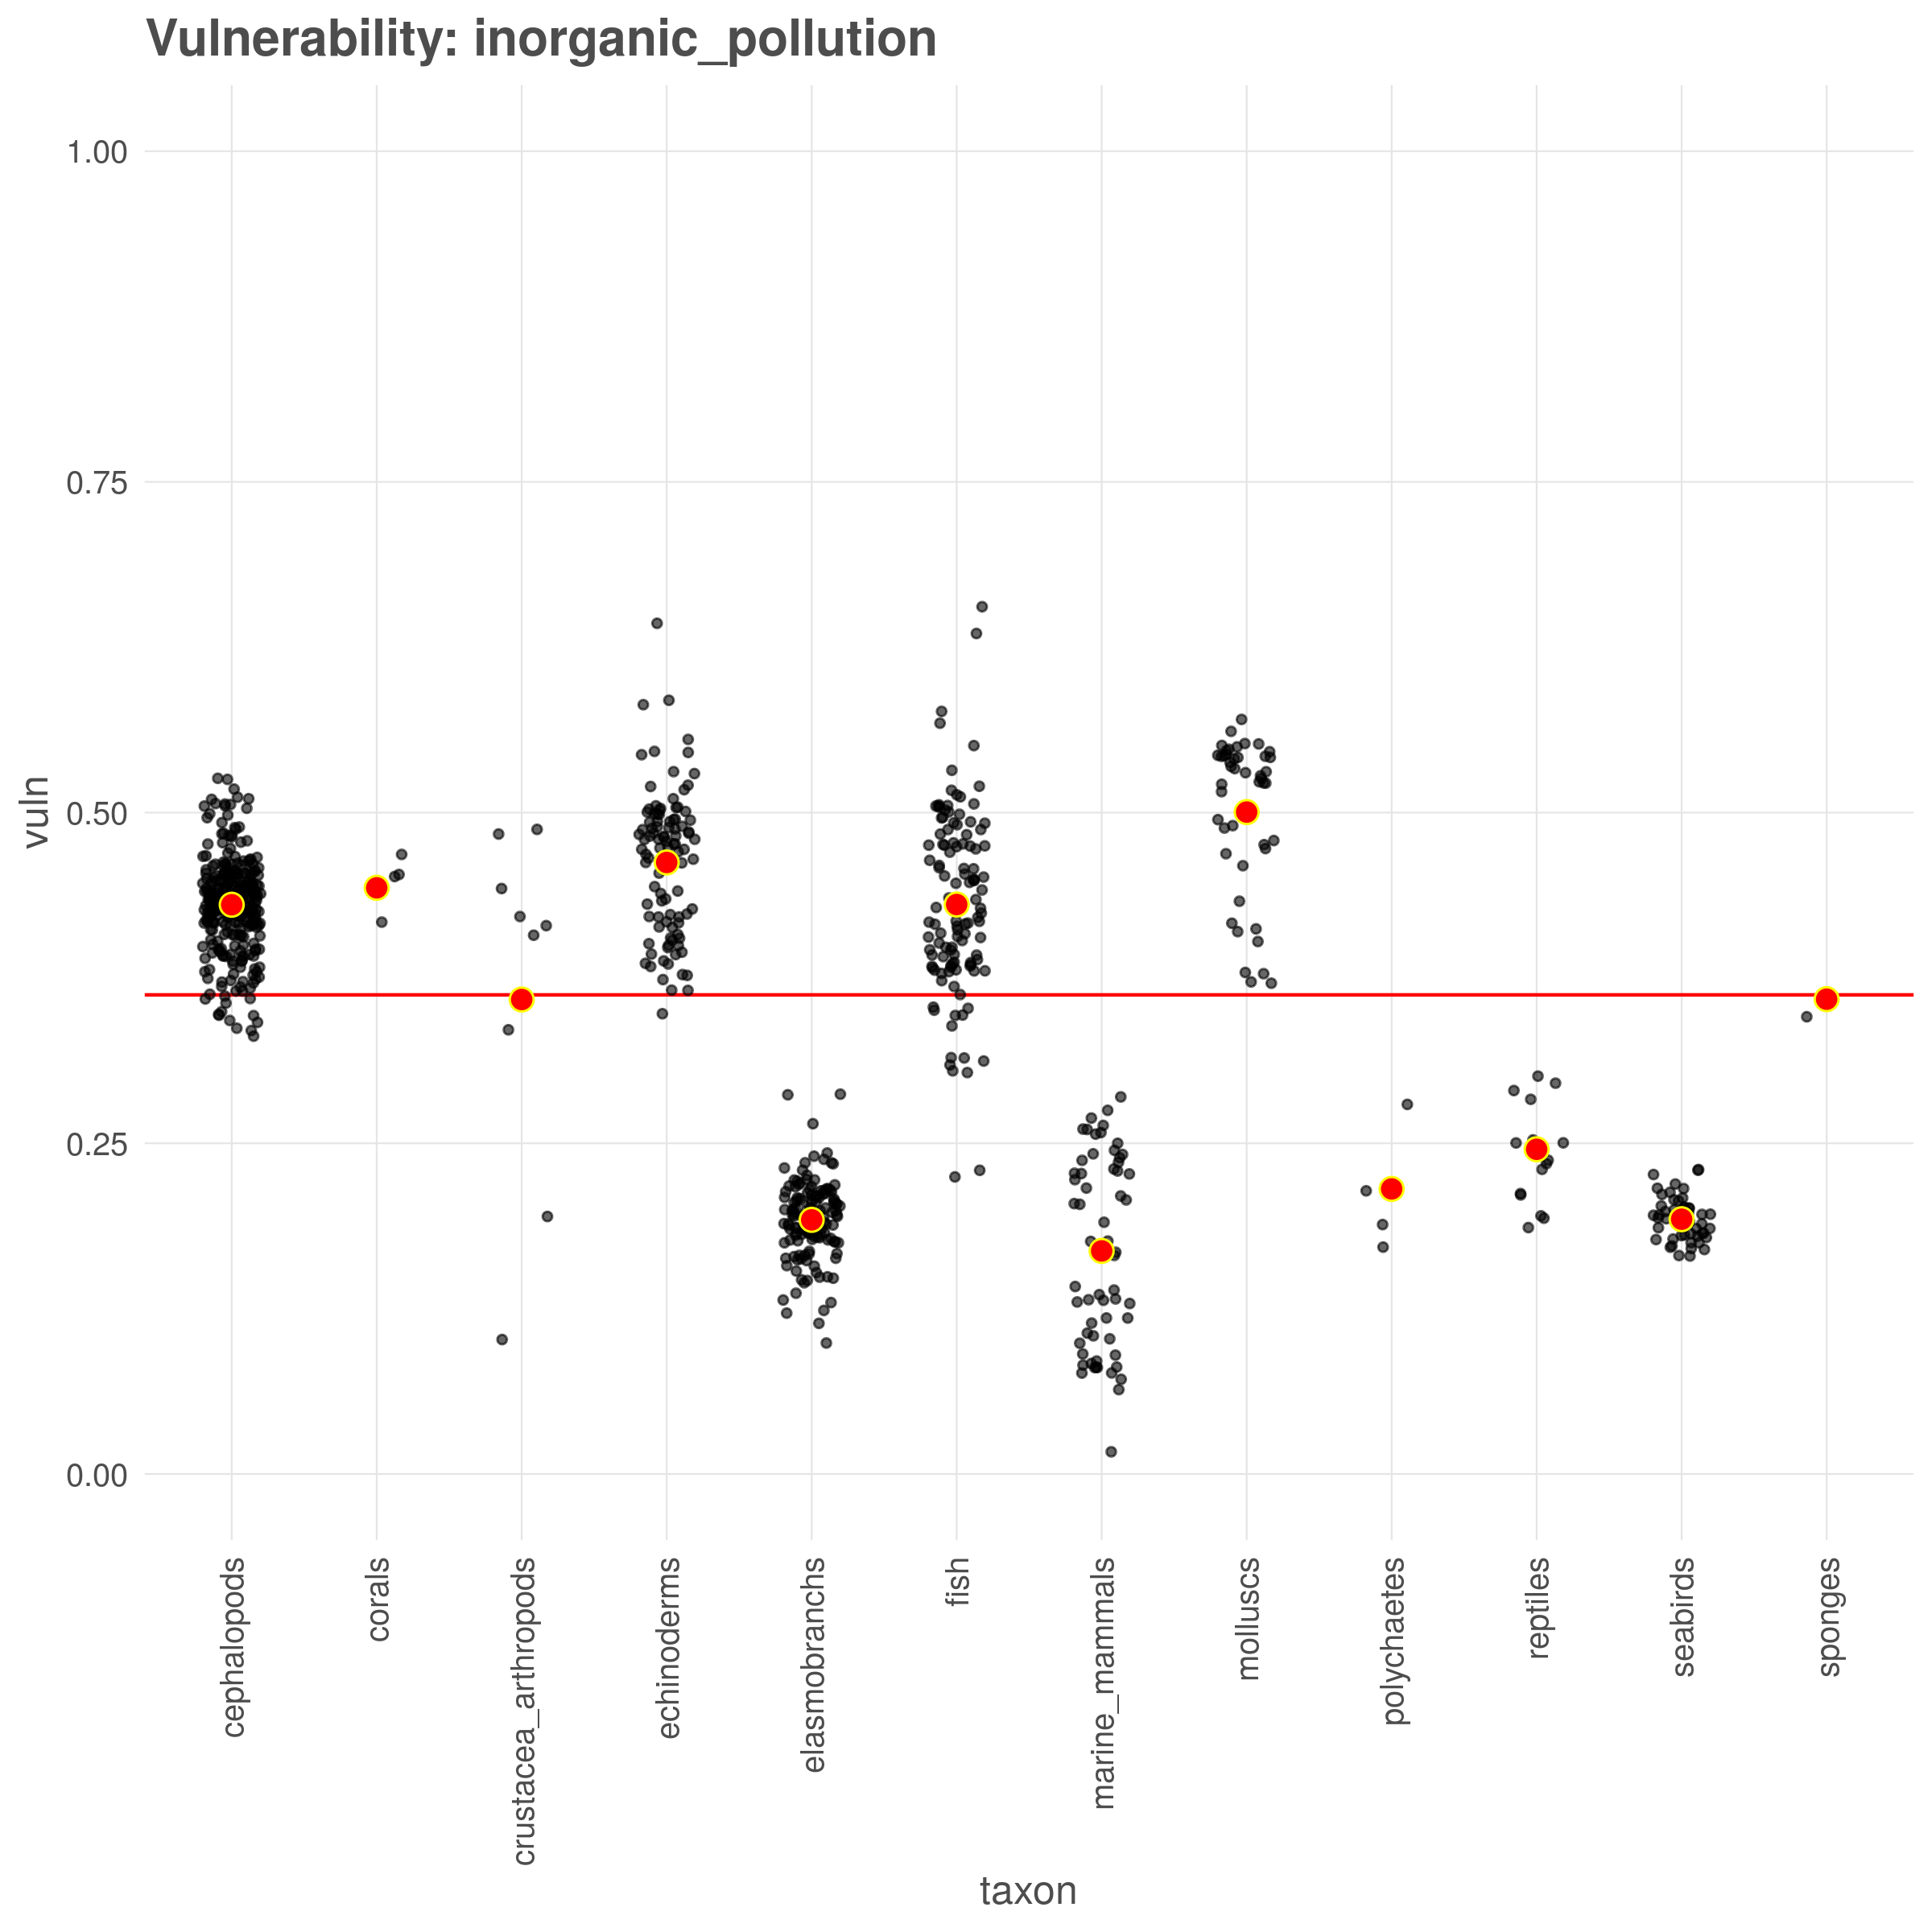 Vulnerability: inorganic_pollution
vuln
1.00
0.75
0.50
0.25
0.00
cephalopods
corals
crustacea_arthropods
echinoderms
elasmobranchs
fish
marine_mammals
molluscs
polychaetes
reptiles
seabirds
sponges
taxon